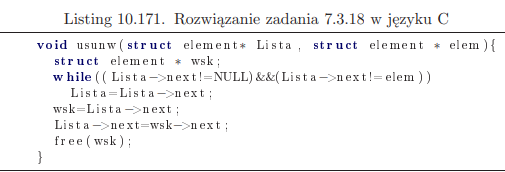 Listing 10.171. Rozwiązanie zadania 7.3.18 w języku C
void usunw(struct element* Lista, struct element * elem){
struct element * wsk;
while((Lista->next!=NULL)&&(Lista->next!=elem))
Lista=Lista->next;
wsk=Lista->next;
Lista->next=wsk->next;
free(wsk);
}